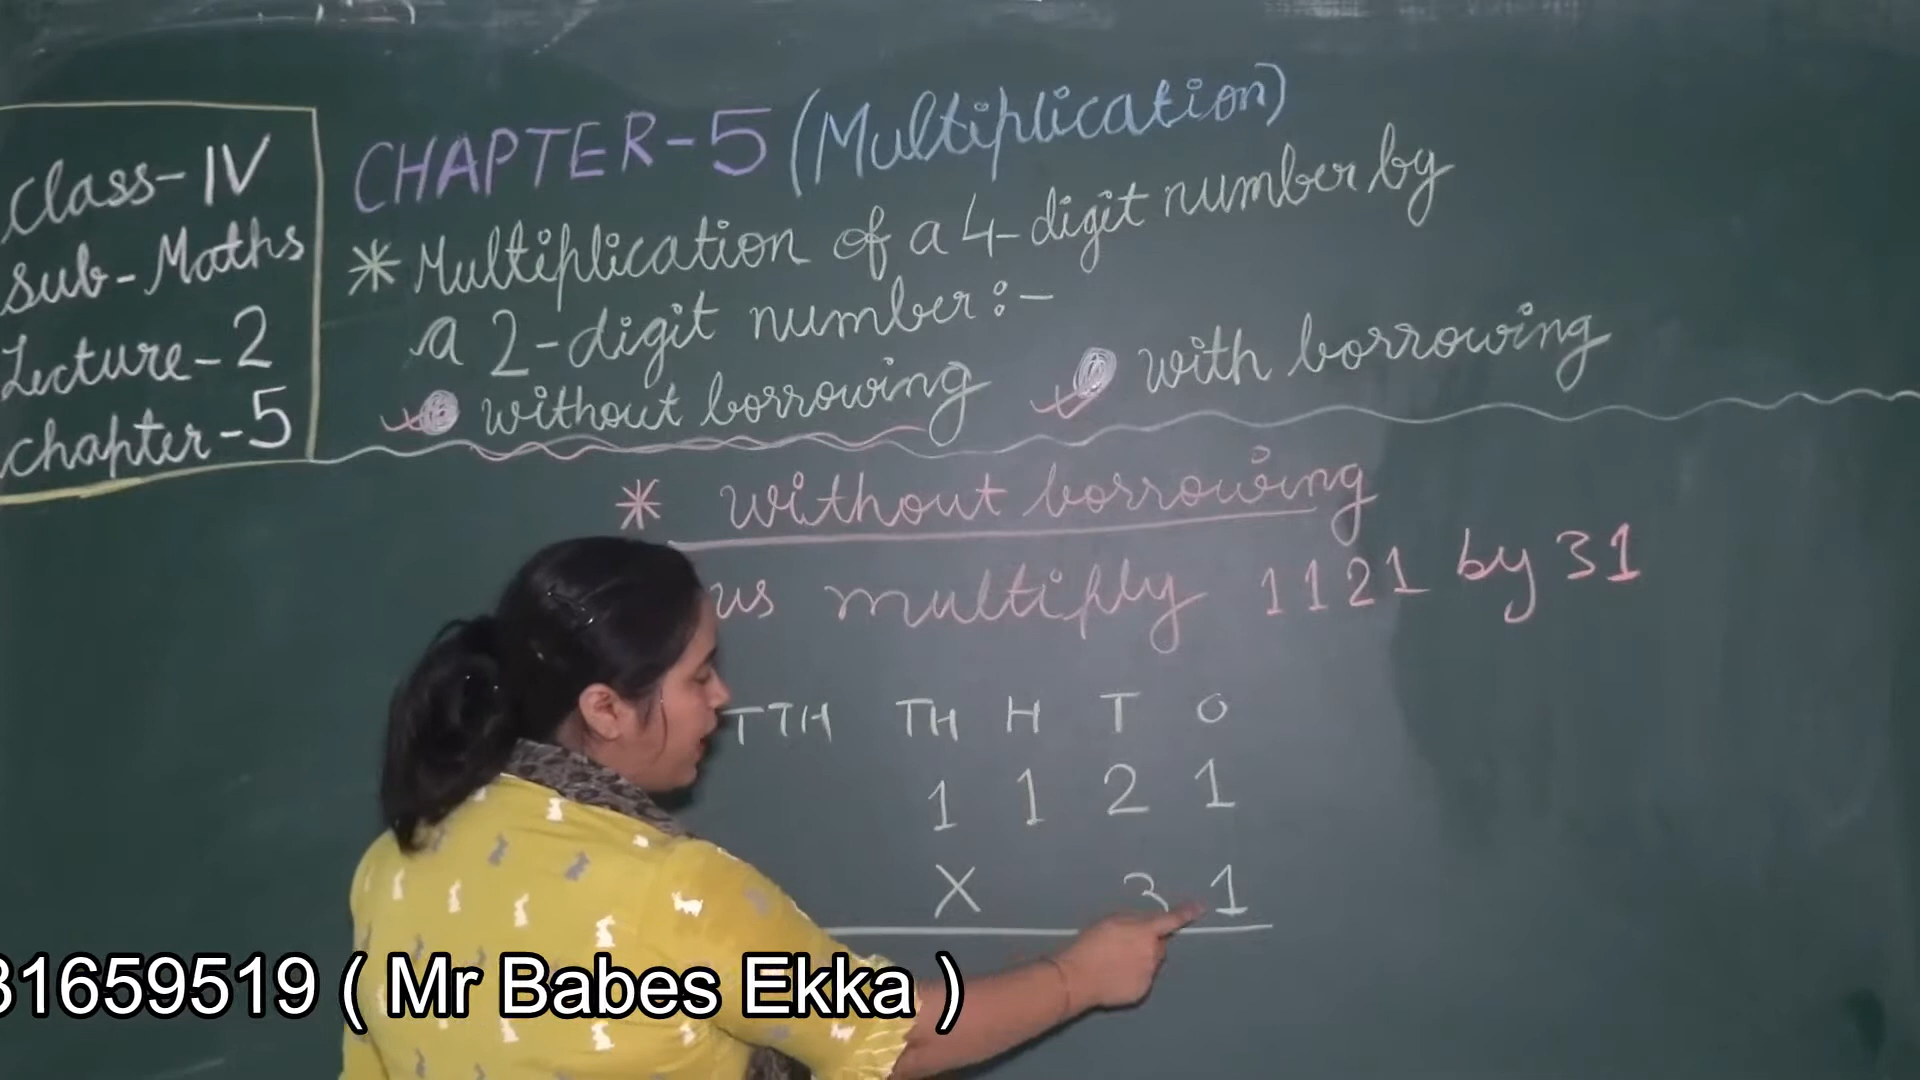 Class-IV
Sub-Maths
Lecture-2
Chapter-5
CHAPTER-5 (Multiplication)
* Multiplication of a 4-digit number by
a 2-digit number:-
without borrowing with borrowing
* without borrowing
us multiply 1121 by 31
TTH TH H T O
1 1 2 1
X 3 1
31659519 ( Mr Babes Ekka )